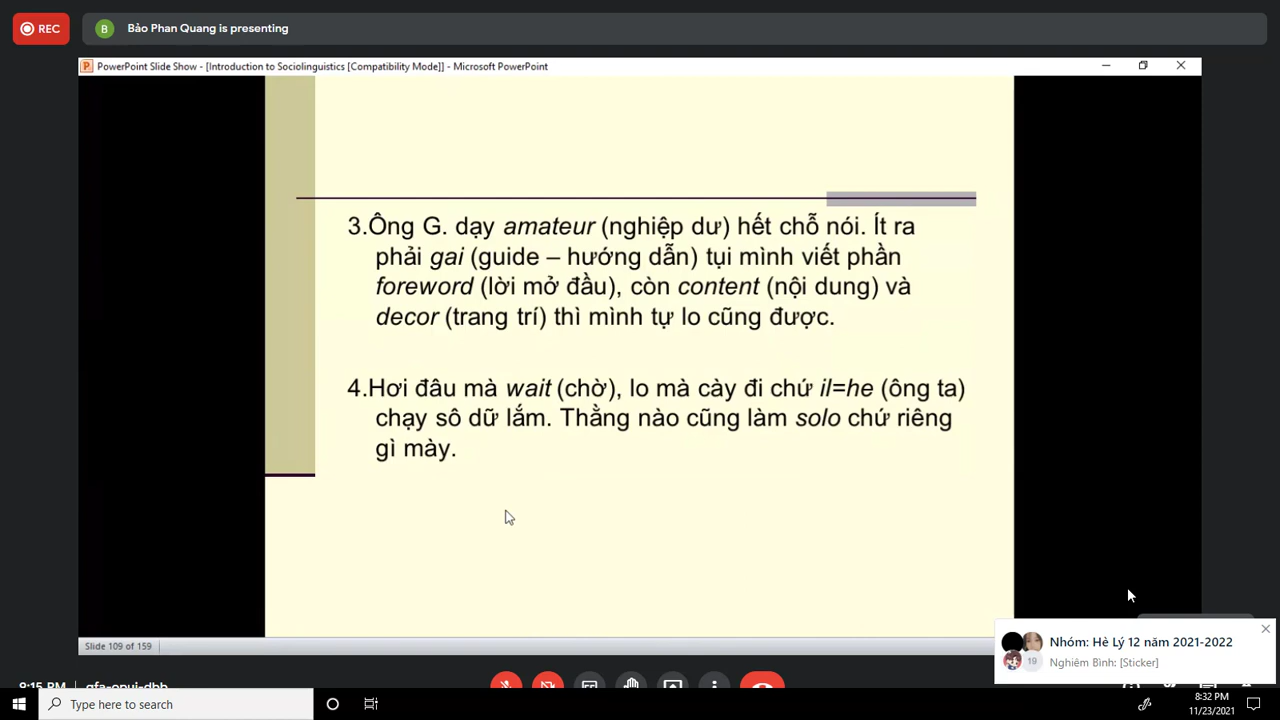 REC
B
Bảo Phan Quang is presenting
PowerPoint Slide Show - [Introduction to Sociolinguistics [Compatibility Mode]] - Microsoft PowerPoint
3.Ông G. dạy amateur (nghiệp dư) hết chỗ nói. Ít ra
phải gai (guide – hướng dẫn) tụi mình viết phần
foreword (lời mở đầu), còn content (nội dung) và
decor (trang trí) thì mình tự lo cũng được.
4.Hơi đâu mà wait (chờ), lo mà cày đi chứ il=he (ông ta)
chạy sô dữ lắm. Thằng nào cũng làm solo chứ riêng
gì mày.
Slide 109 of 159
Nhóm: Hè Lý 12 năm 2021-2022
19
Nghiêm Bình: [Sticker]
8:15 PM
Type here to search
8:32 PM
11/23/2021